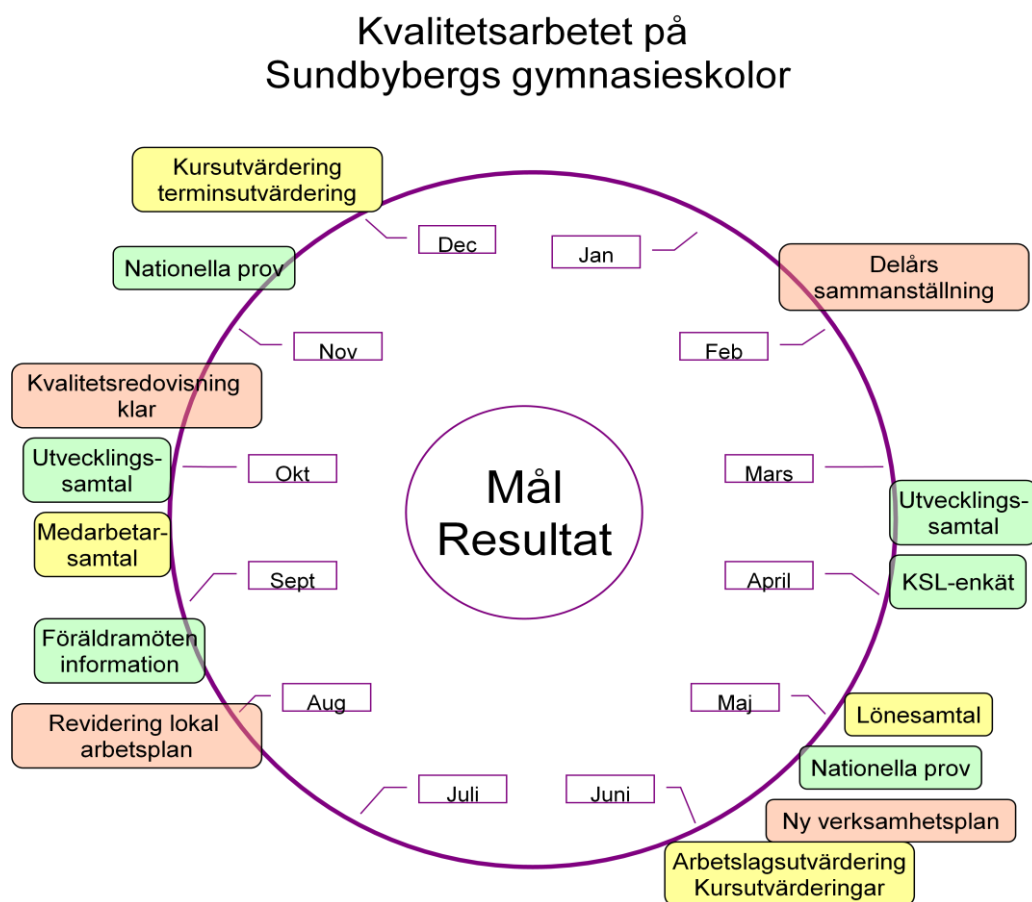 Kvalitetsarbetet på
Sundbybergs gymnasieskolor
Kursutvärdering
terminsutvärdering
Dec
Jan
Nationella prov
Delårs
sammanställning
Nov
Feb
Kvalitetsredovisning
klar
Utvecklings-
samtal
Okt
Mål
Resultat
Mars
Utvecklings-
samtal
Medarbetar-
samtal
Sept
April
KSL-enkät
Föräldramöten
information
Aug
Maj
Lönesamtal
Revidering lokal
arbetsplan
Nationella prov
Juli
Juni
Ny verksamhetsplan
Arbetslagsutvärdering
Kursutvärderingar